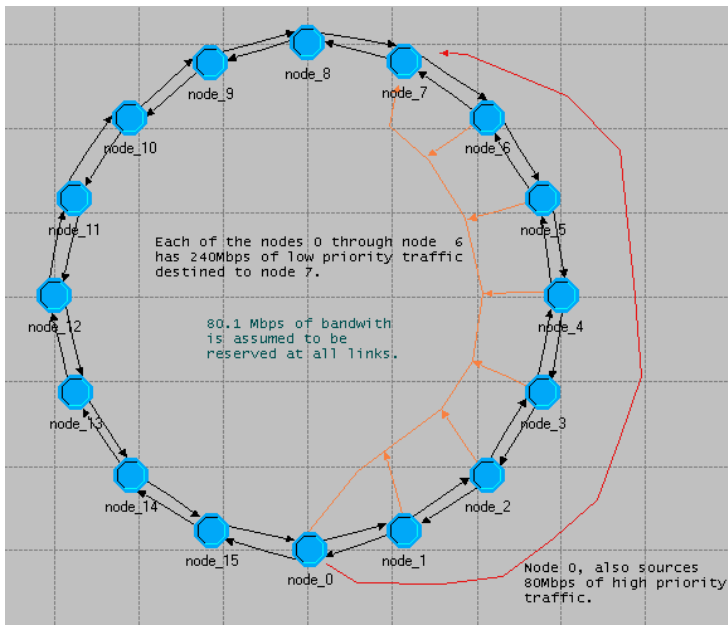 node_8
node_9
node_7
node_10
node_6
node_11
node_5
Each of the nodes 0 through node 6
has 240Mbps of low priority traffic
destined to node 7.
node_12
80.1 Mbps of bandwith
is assumed to be
reserved at all links.
node_4
node_13
node_3
node_14
node_2
node_15
node_1
node_0
Node 0, also sources
80Mbps of high priority
traffic.